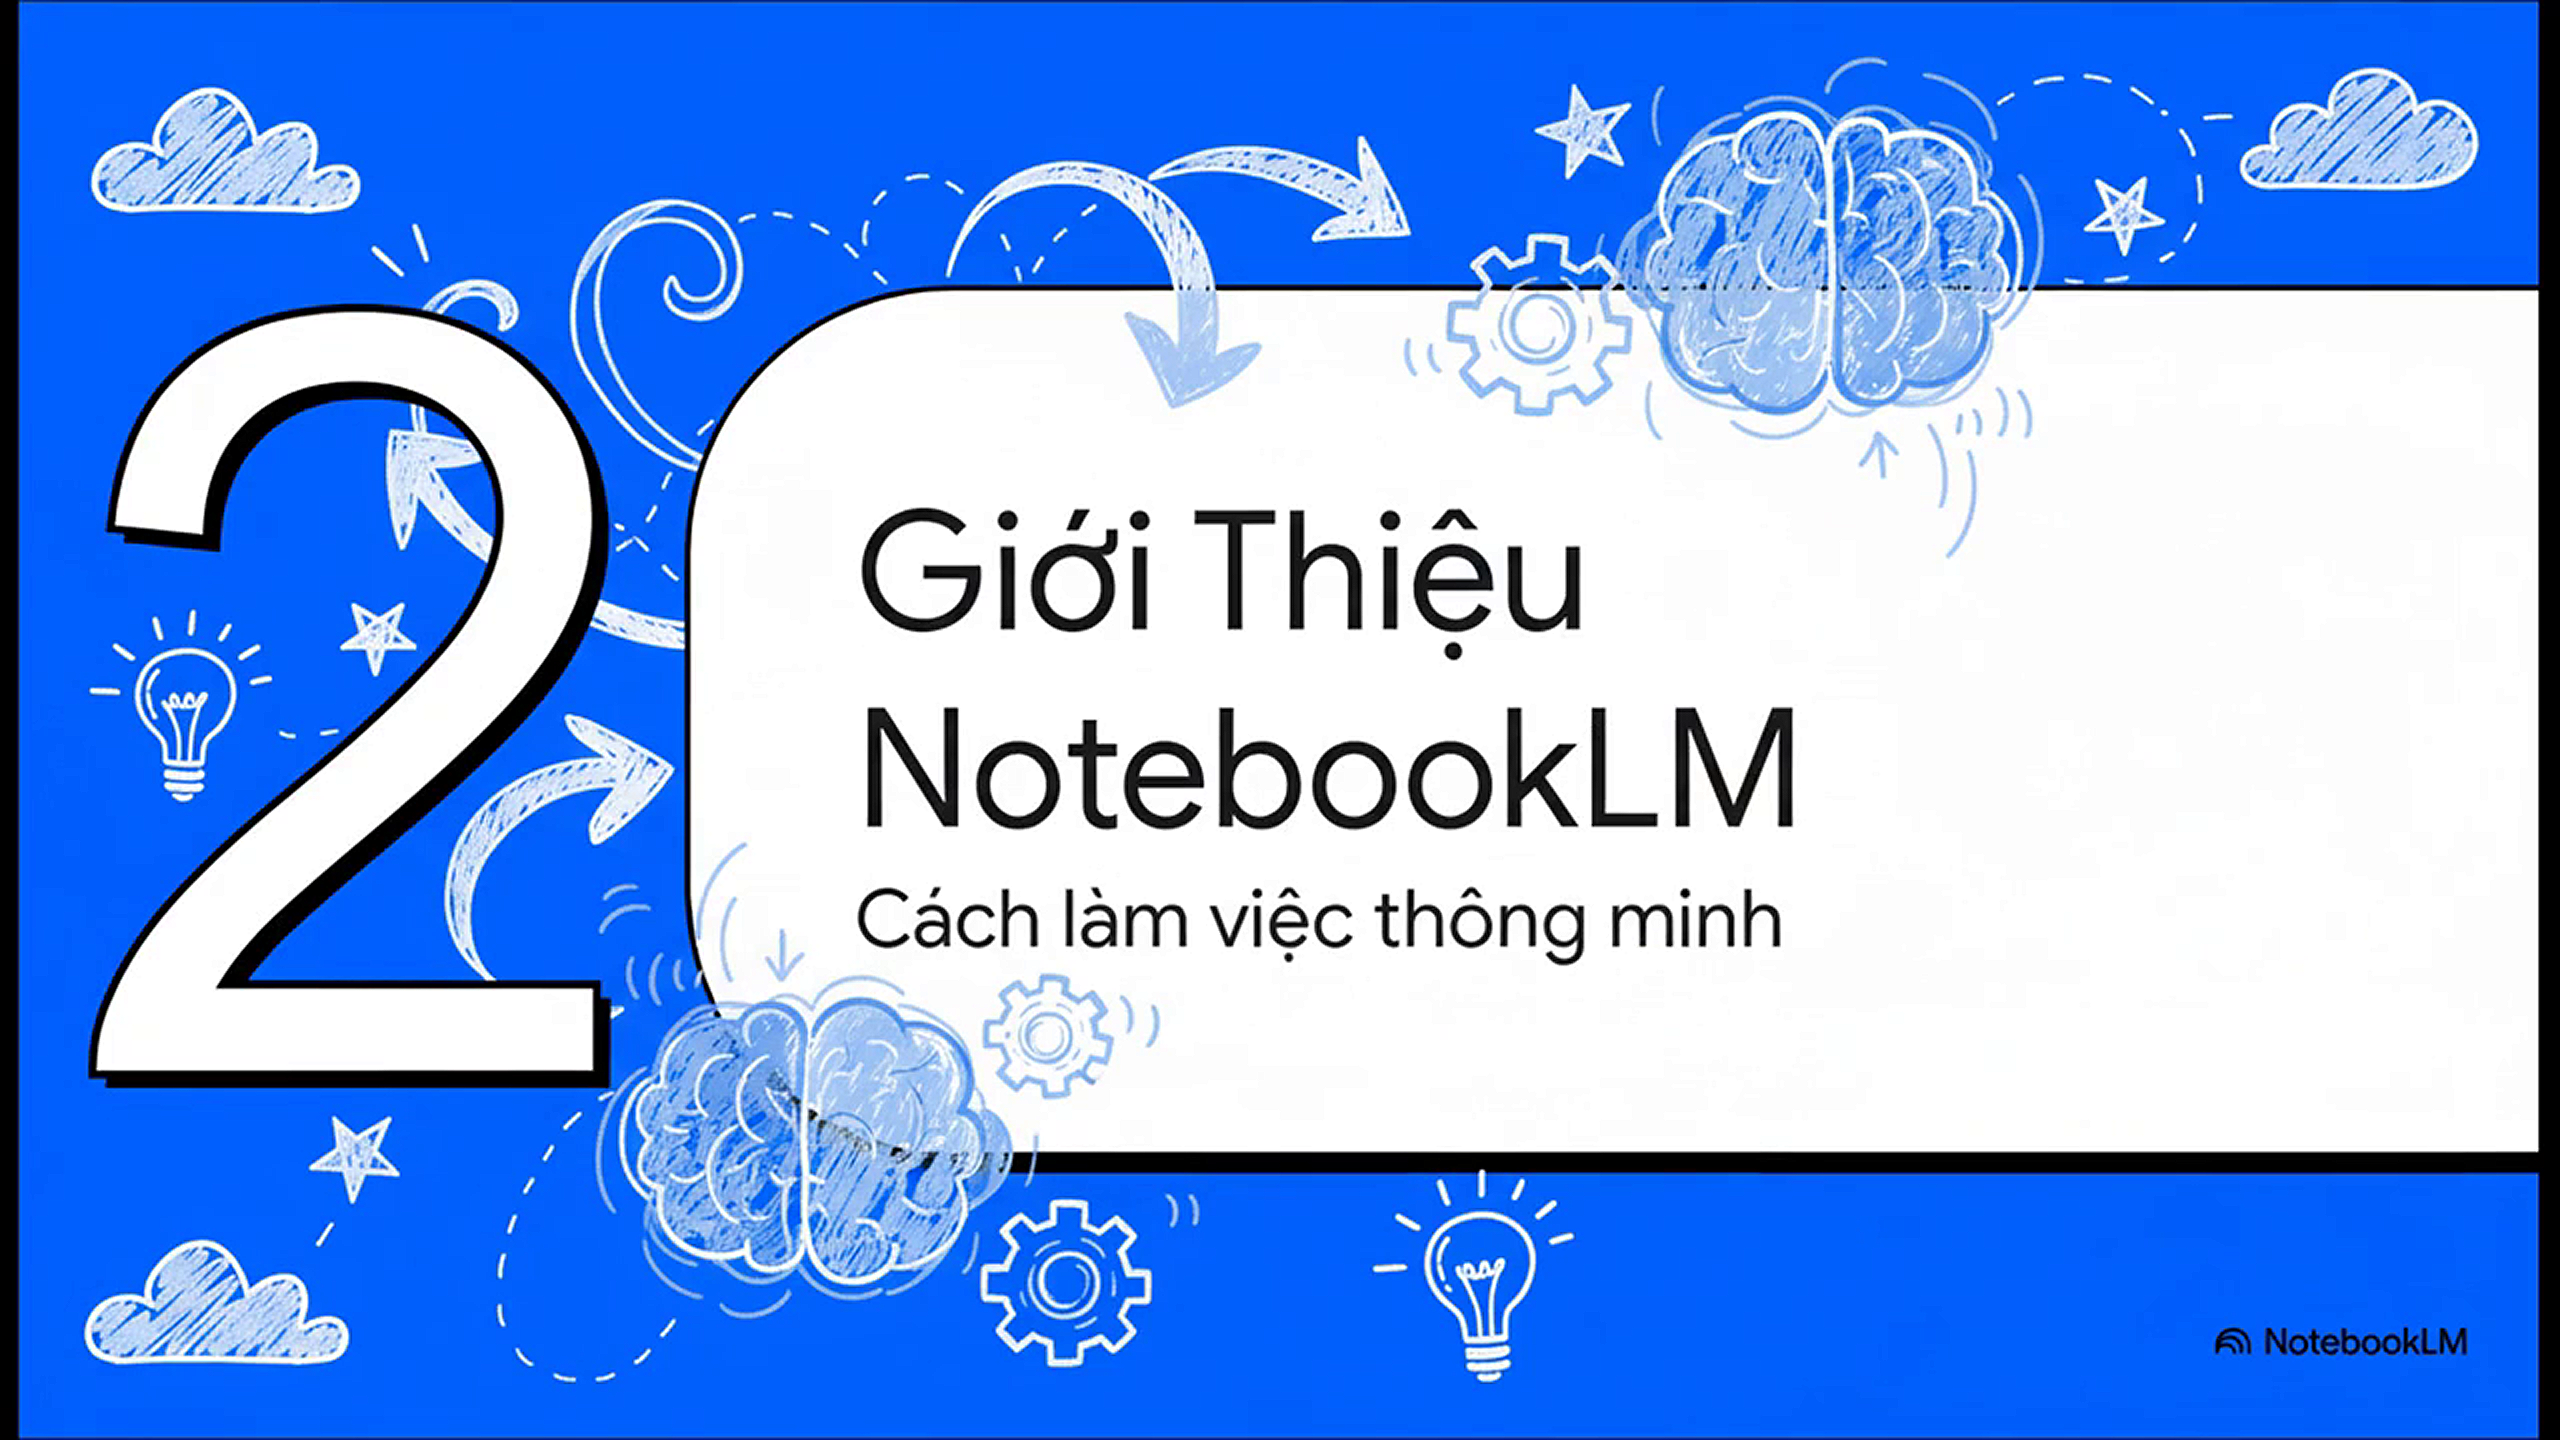 2
Giới Thiệu
NotebookLM
Cách làm việc thông minh
NotebookLM